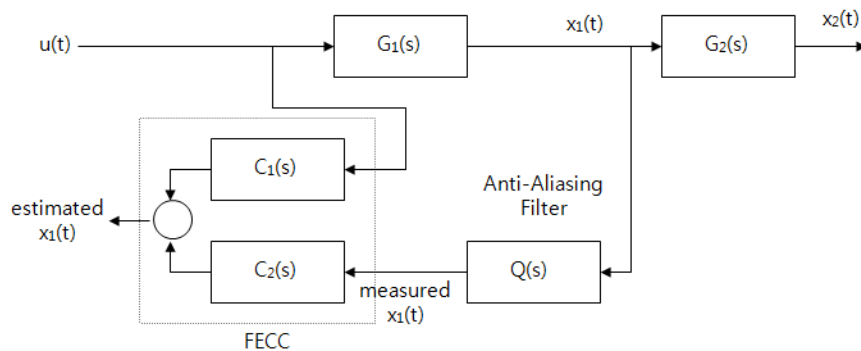 u(t)
G₁(s)
x₁(t)
G₂(s)
x₂(t)
C₁(s)
estimated
x₁(t)
Anti-Aliasing
Filter
C₂(s)
measured
x₁(t)
Q(s)
FECC